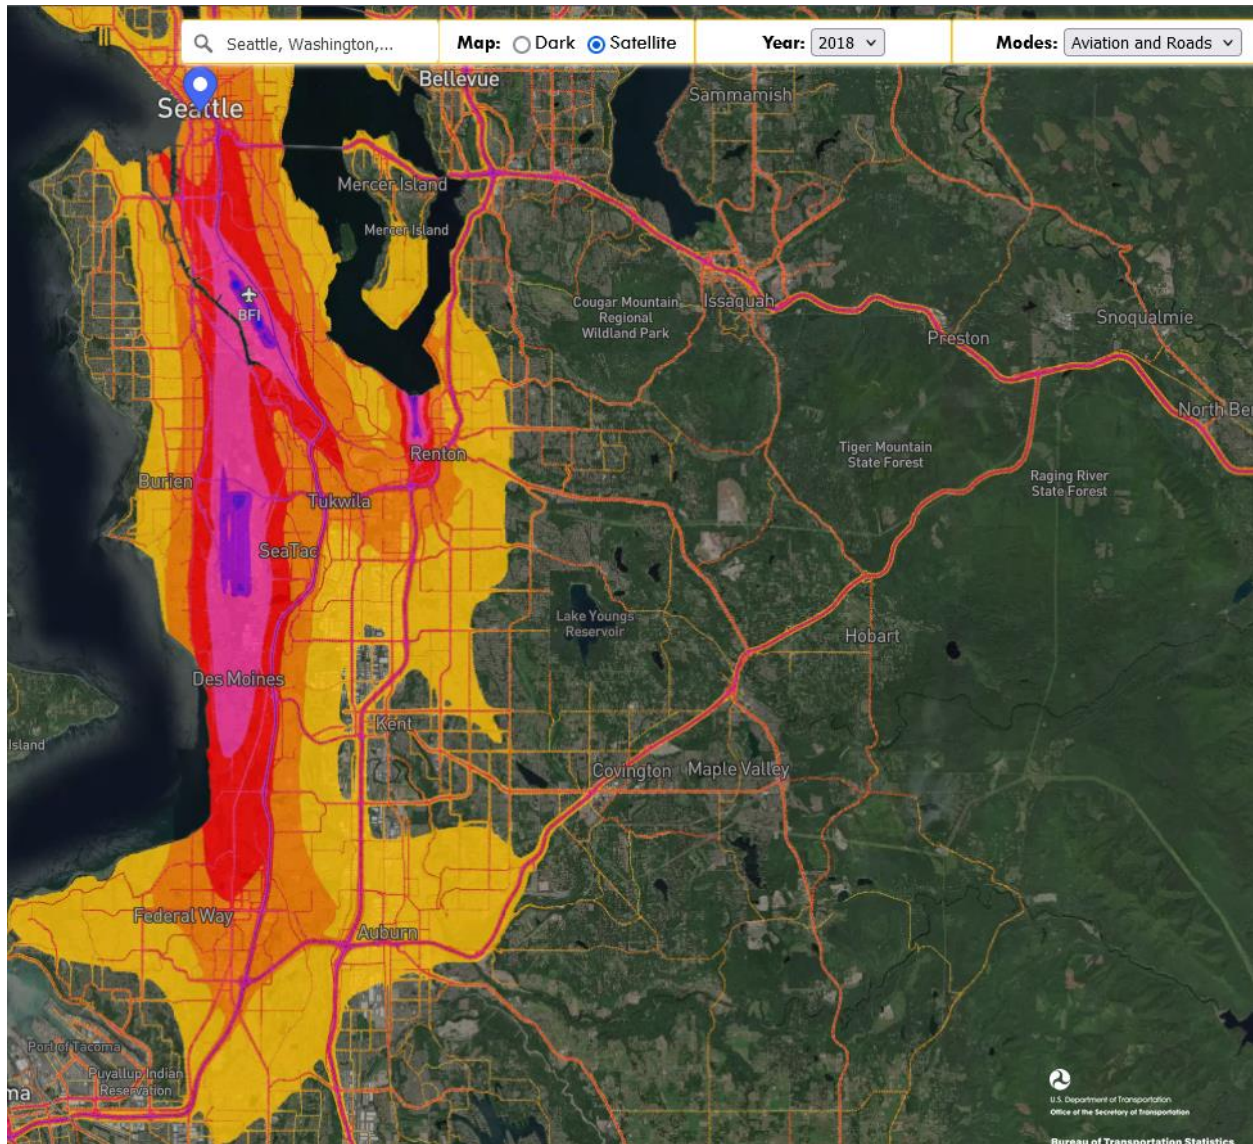 Seattle, Washington,...
Map: Dark Satellite
Year: 2018
Modes: Aviation and Roads
Bellevue
Sammamish
Seattle
Mercer Island
Mercer Island
BFI
Cougar Mountain
Regional
Wildland Park
Issaquah
Preston
Snoqualmie
North Be
Renton
Tiger Mountain
State Forest
Raging River
State Forest
Burien
Tukwila
SeaTac
Lake Youngs
Reservoir
Hobart
Des Moines
Kent
Island
Covington
Maple Valley
Federal Way
Auburn
Port of Tacoma
Puyallup Indian
Reservation
ma
U.S. Department of Transportation
Office of the Secretary of Transportation
Bureau of Transportation Statistics